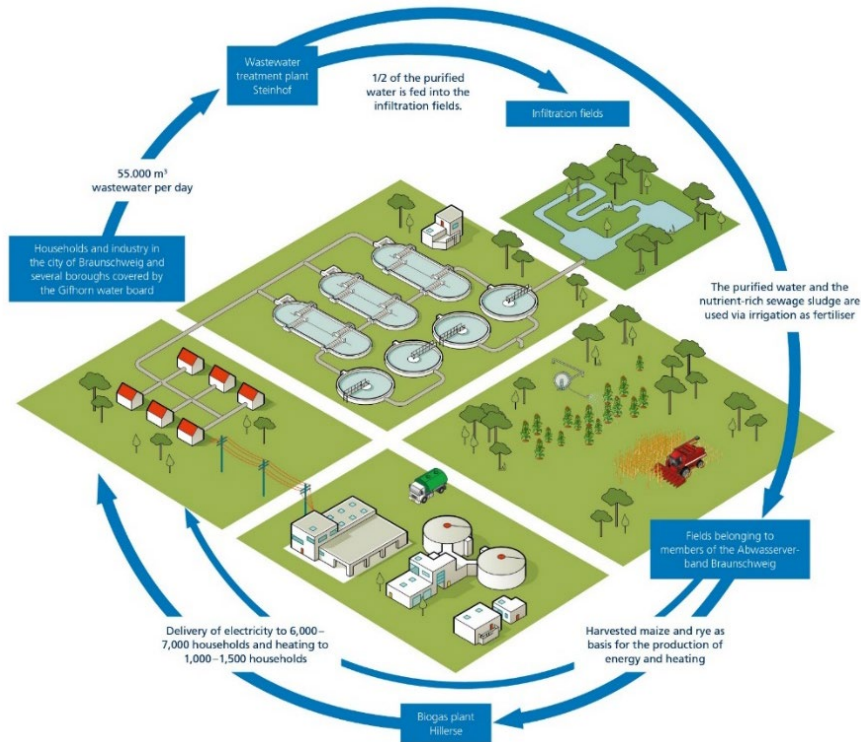 Wastewater
treatment plant
Steinhof
1/2 of the purified
water is fed into the
infiltration fields.
Infiltration fields
55.000 m³
wastewater per day
Households and industry in
the city of Braunschweig and
several boroughs covered by
the Gifhorn water board
The purified water and the
nutrient-rich sewage sludge are
used via irrigation as fertiliser
Fields belonging to
members of the Abwasserver-
band Braunschweig
Delivery of electricity to 6,000–
7,000 households and heating to
1,000–1,500 households
Harvested maize and rye as
basis for the production of
energy and heating
Biogas plant
Hillerse